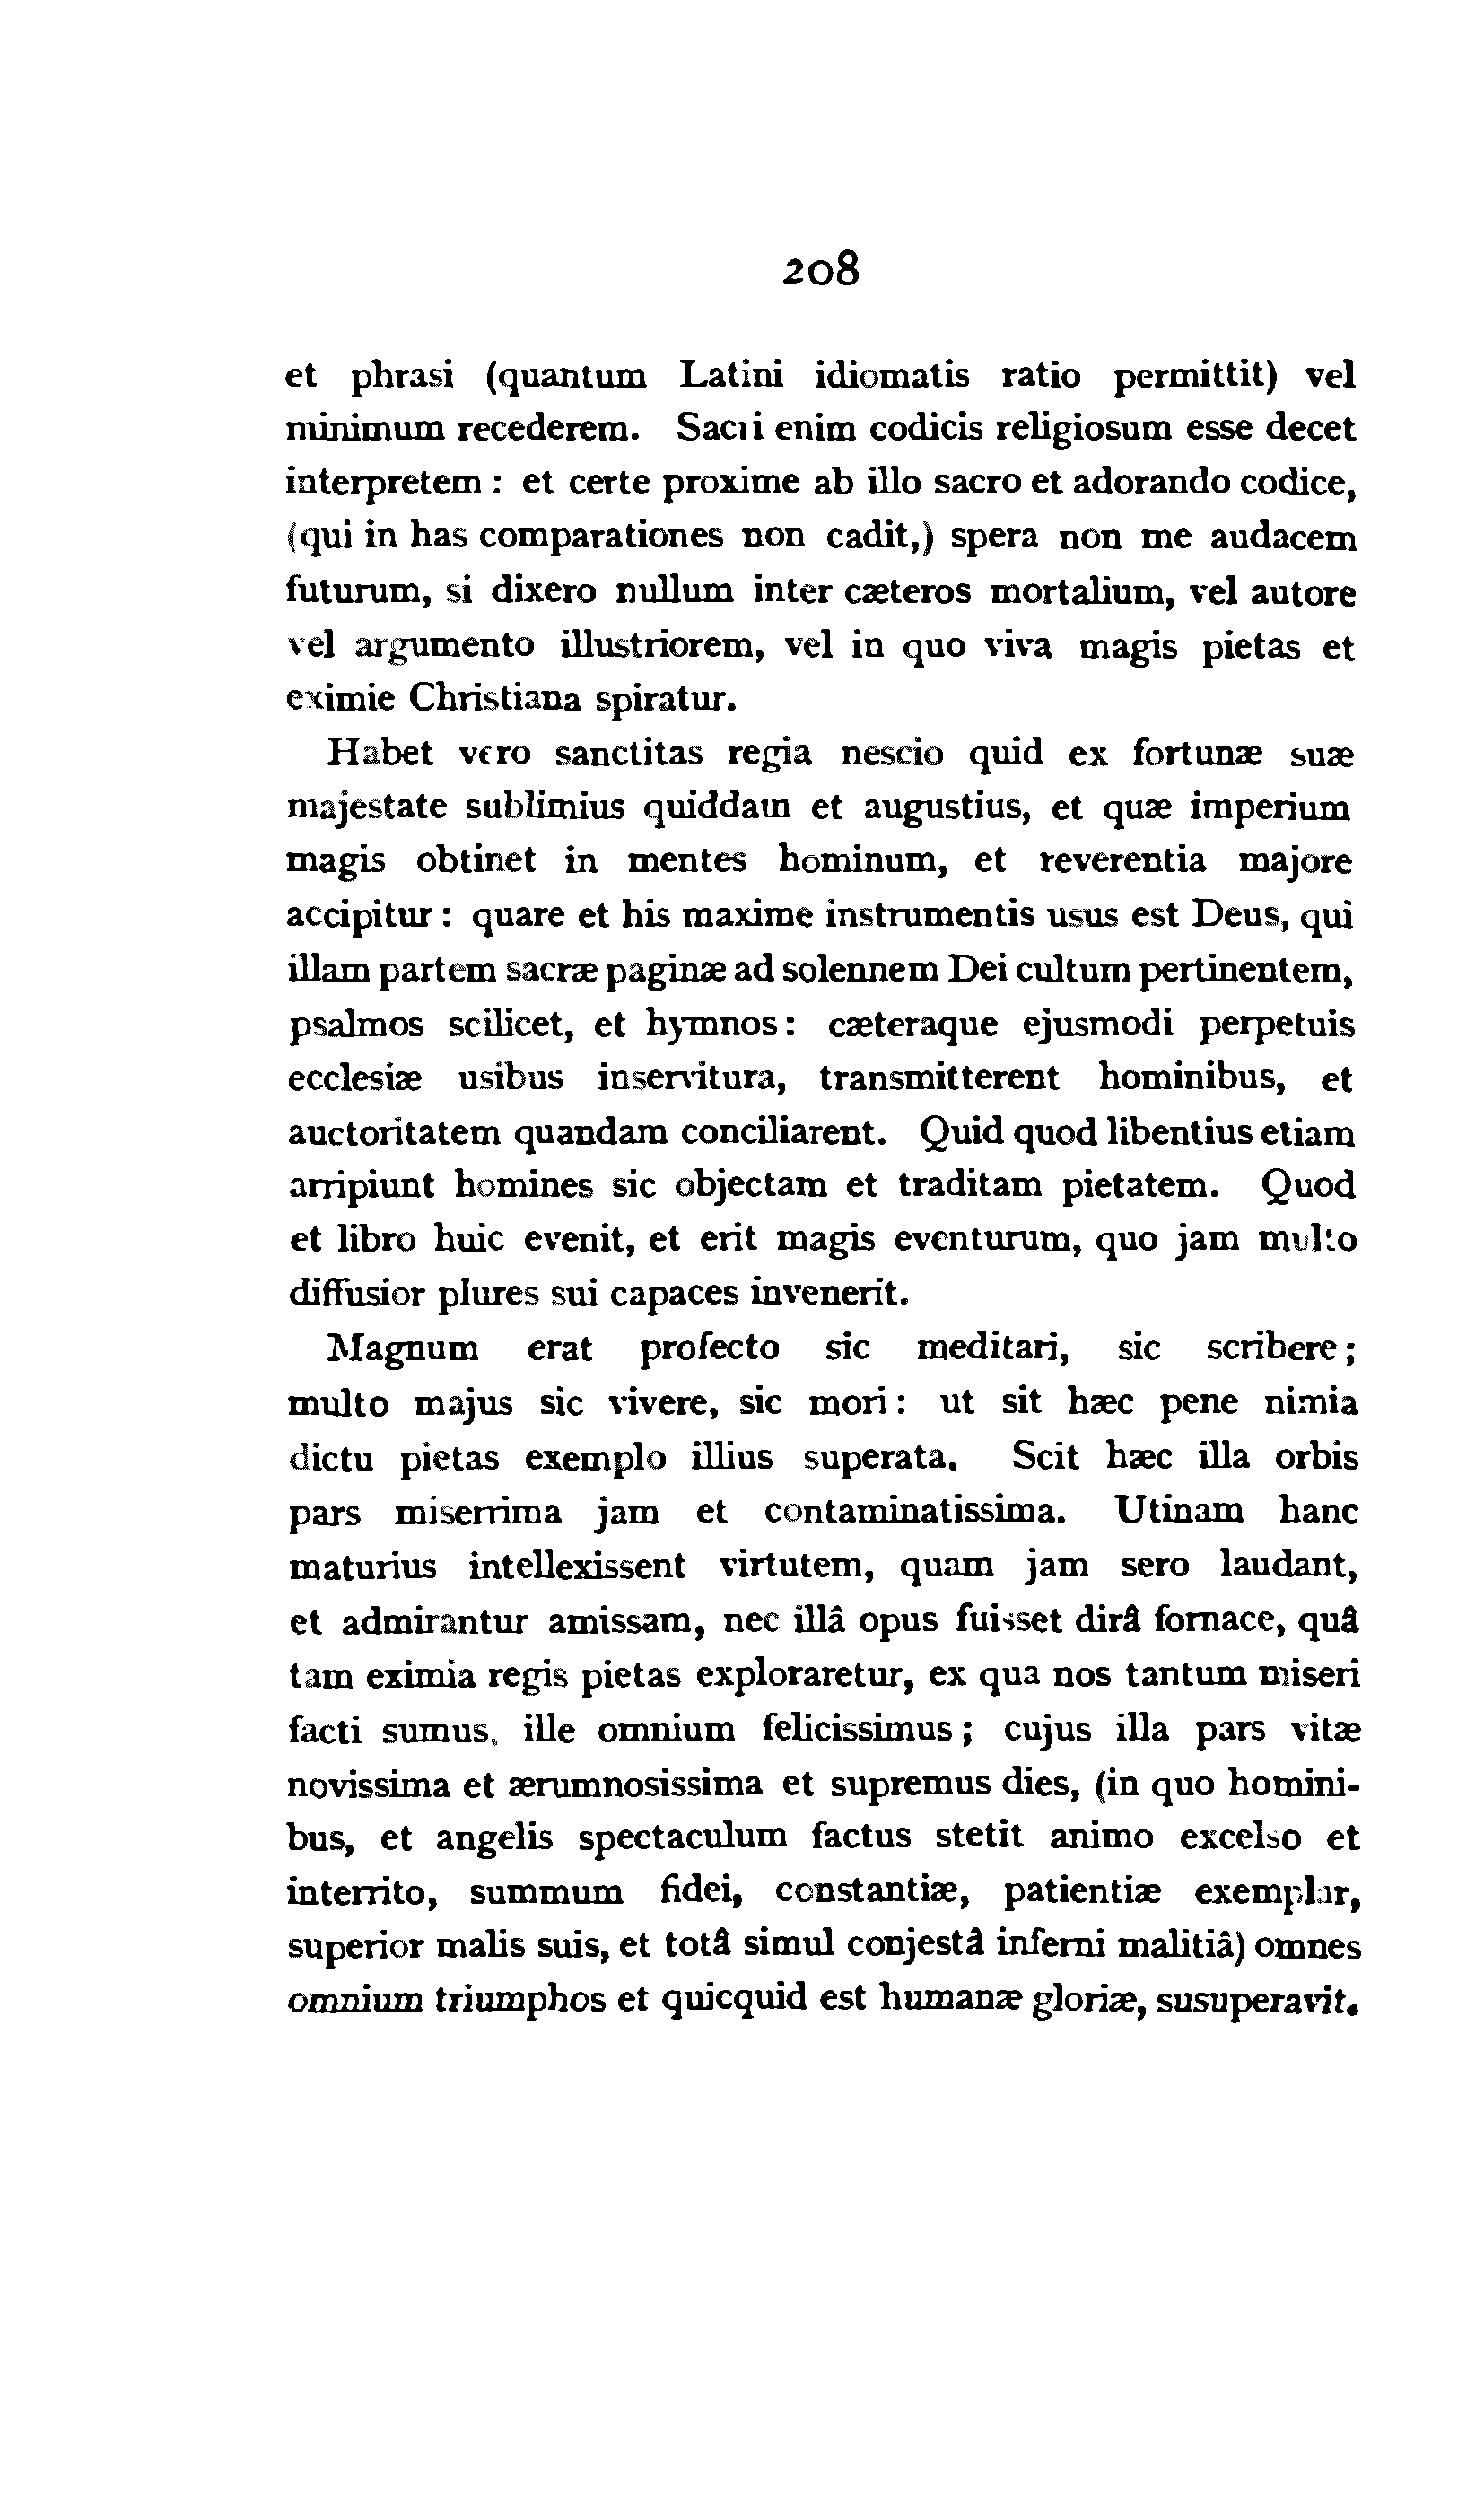 208
et phrasi (quantum Latini idiomatis ratio permittit) vel
minimum recederem. Sacri enim codicis religiosum esse decet
interpretem : et certe proxime ab illo sacro et adorando codice,
(qui in has comparationes non cadit,) spera non me audacem
futurum, si dixero nullum inter cæteros mortalium, vel autore
vel argumento illustriorem, vel in quo viva magis pietas et
eximie Christiana spiratur.
Habet vero sanctitas regia nescio quid ex fortunæ suæ
majestate sublimius quiddam et augustius, et quæ imperium
magis obtinet in mentes hominum, et reverentia majore
accipitur : quare et his maxime instrumentis usus est Deus, qui
illam partem sacræ paginæ ad solennem Dei cultum pertinentem,
psalmos scilicet, et hymnos : cæteraque ejusmodi perpetuis
ecclesiæ usibus inservitura, transmitterent hominibus, et
auctoritatem quandam conciliarent. Quid quod libentius etiam
arripiunt homines sic objectam et traditam pietatem. Quod
et libro huic evenit, et erit magis eventurum, quo jam multo
diffusior plures sui capaces invenerit.
Magnum erat profecto sic meditari, sic scribere ;
multo majus sic vivere, sic mori : ut sit hæc pene nimia
dictu pietas exemplo illius superata. Scit hæc illa orbis
pars miserrima jam et contaminatissima. Utinam hanc
maturius intellexissent virtutem, quam jam sero laudant,
et admirantur amissam, nec illâ opus fuisset dirâ fornace, quâ
tam eximia regis pietas exploraretur, ex qua nos tantum miseri
facti sumus, ille omnium felicissimus ; cujus illa pars vitæ
novissima et ærumnosissima et supremus dies, (in quo homini-
bus, et angelis spectaculum factus stetit animo excelso et
interrito, summum fidei, constantiæ, patientiæ exemplar,
superior malis suis, et totâ simul conjestâ inferni malitiâ) omnes
omnium triumphos et quicquid est humanæ gloriæ, susuperavit.